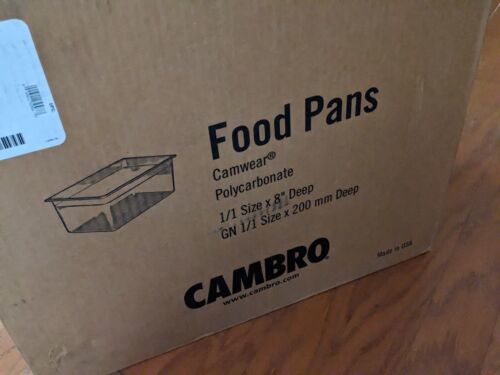 Food Pans
Camwear®
Polycarbonate
1/1 Size x 8" Deep
GN 1/1 Size x 200 mm Deep
CAMBRO®
www.cambro.com
Made in USA